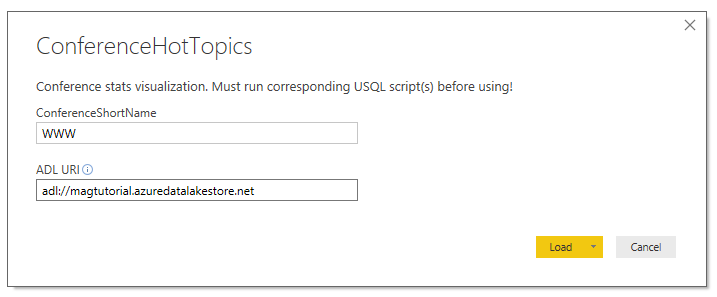 ConferenceHotTopics
Conference stats visualization. Must run corresponding USQL script(s) before using!
ConferenceShortName
WWW
ADL URI
adl://magtutorial.azuredatalakestore.net
Load
Cancel